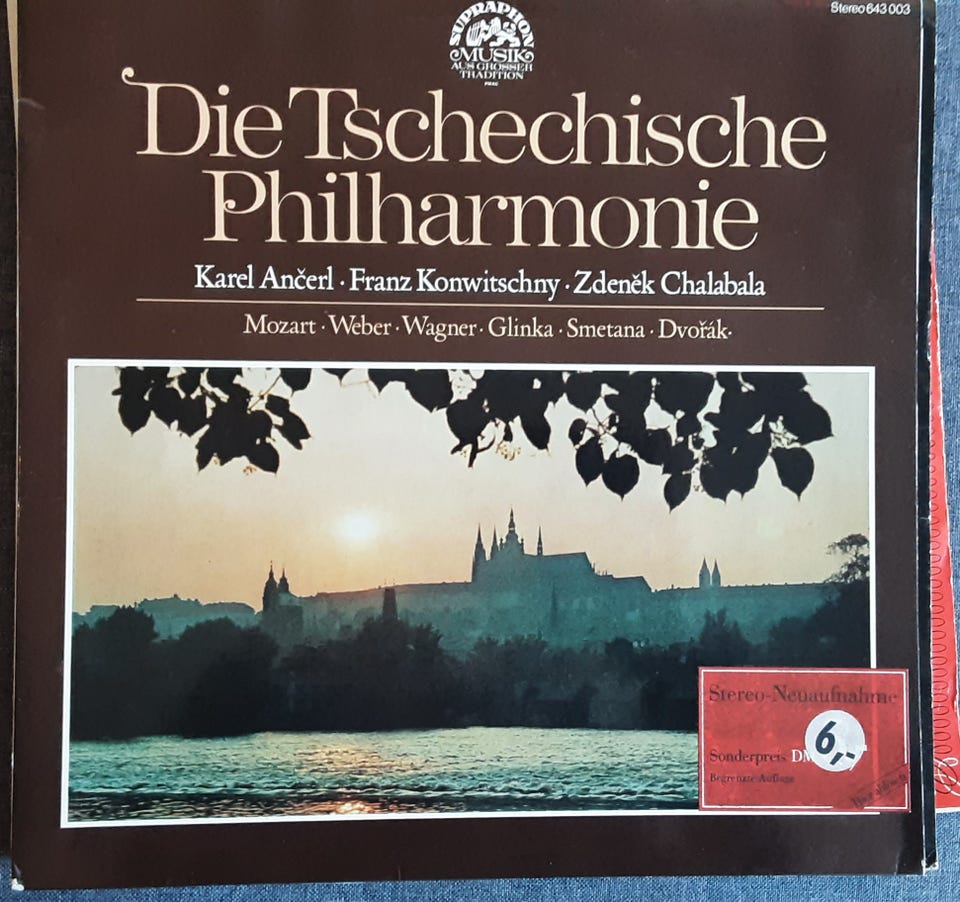 Stereo 643 003
SUPRAPHON
MUSIK
AUS GROSSER
TRADITION
PRAG
Die Tschechische
Philharmonie
Karel Ančerl · Franz Konwitschny · Zdeněk Chalabala
Mozart · Weber · Wagner · Glinka · Smetana · Dvořák·
Stereo-Neuaufnahme
6,-
Sonderpreis DM
Begrenzte Auflage